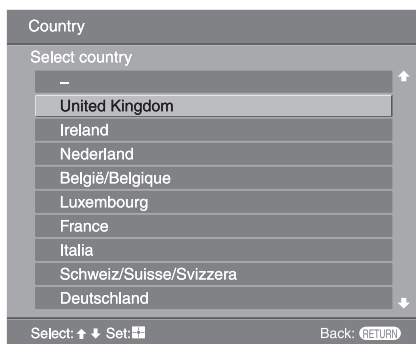 Country
Select country
–
United Kingdom
Ireland
Nederland
België/Belgique
Luxembourg
France
Italia
Schweiz/Suisse/Svizzera
Deutschland
Select: Set: Back: RETURN